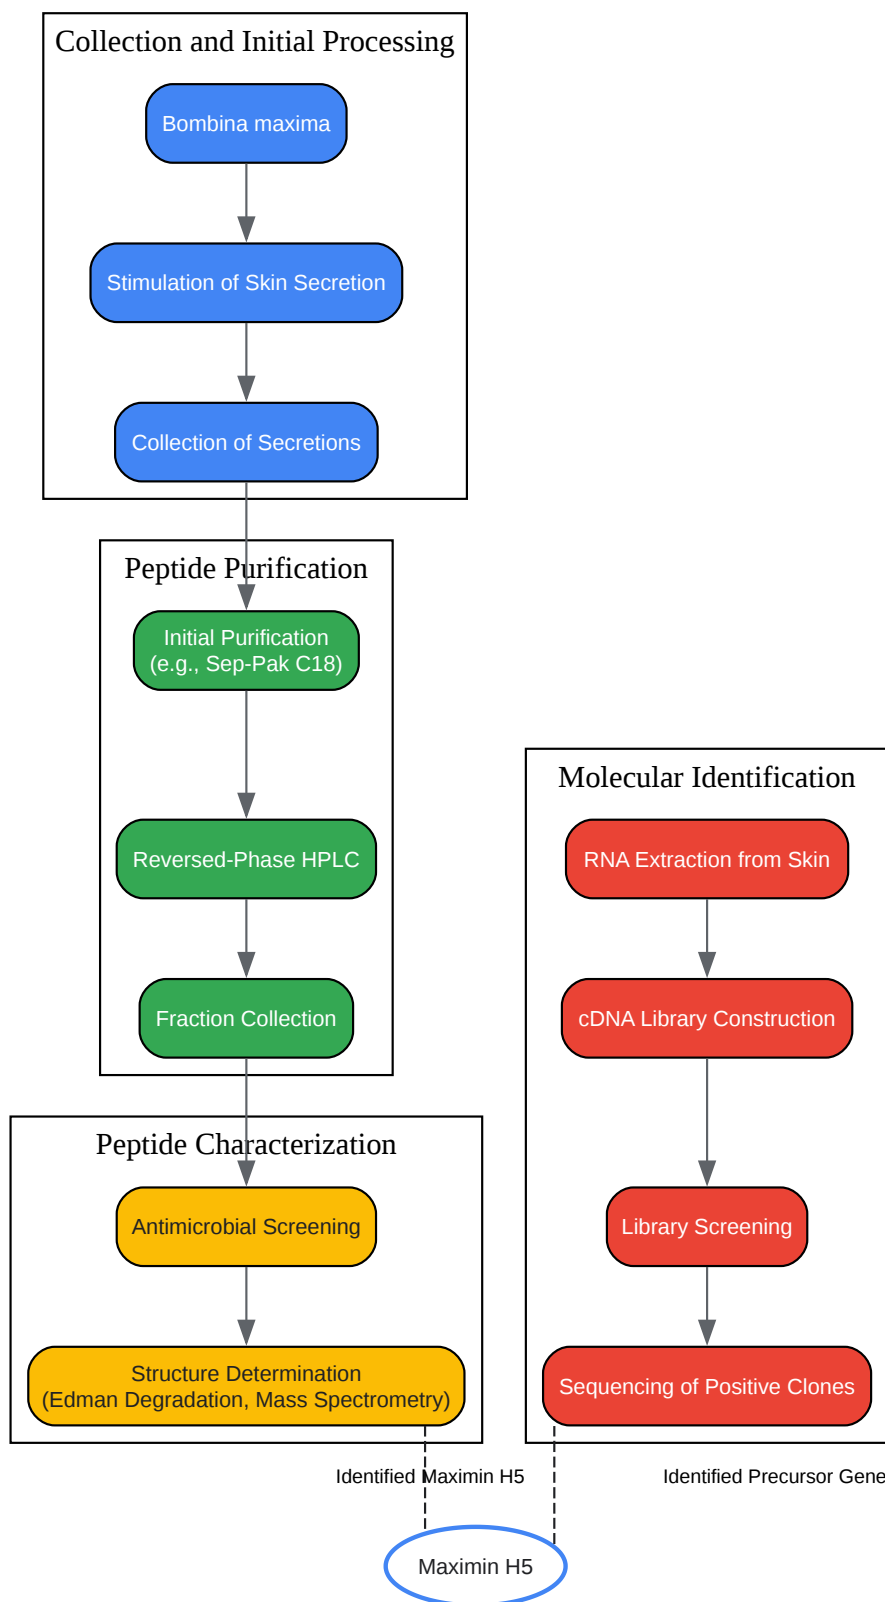 Collection and Initial Processing
Bombina maxima
Stimulation of Skin Secretion
Collection of Secretions
Peptide Purification
Initial Purification
(e.g., Sep-Pak C18)
Reversed-Phase HPLC
Fraction Collection
Peptide Characterization
Antimicrobial Screening
Structure Determination
(Edman Degradation, Mass Spectrometry)
Molecular Identification
RNA Extraction from Skin
cDNA Library Construction
Library Screening
Sequencing of Positive Clones
Identified Maximin H5
Identified Precursor Gene
Maximin H5